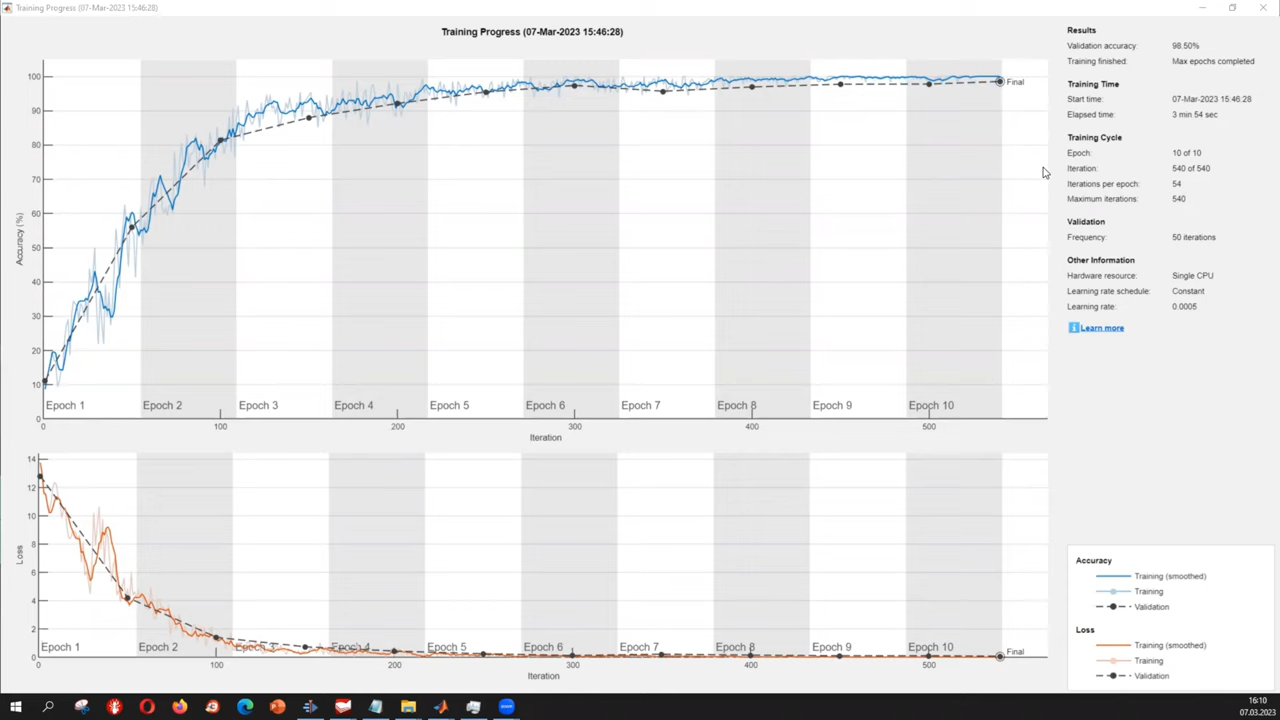 Training Progress (07-Mar-2023 15:46:28)
Training Progress (07-Mar-2023 15:46:28)
Accuracy (%)
100
90
80
70
60
50
40
30
20
10
0
Final
Epoch 1 Epoch 2 Epoch 3 Epoch 4 Epoch 5 Epoch 6 Epoch 7 Epoch 8 Epoch 9 Epoch 10
0 100 200 300 400 500
Iteration
Loss
14
12
10
8
6
4
2
0
Final
Epoch 1 Epoch 2 Epoch 3 Epoch 4 Epoch 5 Epoch 6 Epoch 7 Epoch 8 Epoch 9 Epoch 10
0 100 200 300 400 500
Iteration
Results
Validation accuracy: 98.50%
Training finished: Max epochs completed
Training Time
Start time: 07-Mar-2023 15:46:28
Elapsed time: 3 min 54 sec
Training Cycle
Epoch: 10 of 10
Iteration: 540 of 540
Iterations per epoch: 54
Maximum iterations: 540
Validation
Frequency: 50 iterations
Other Information
Hardware resource: Single CPU
Learning rate schedule: Constant
Learning rate: 0.0005
Learn more
Accuracy
Training (smoothed)
Training
Validation
Loss
Training (smoothed)
Training
Validation
zoom
16:10
07.03.2023